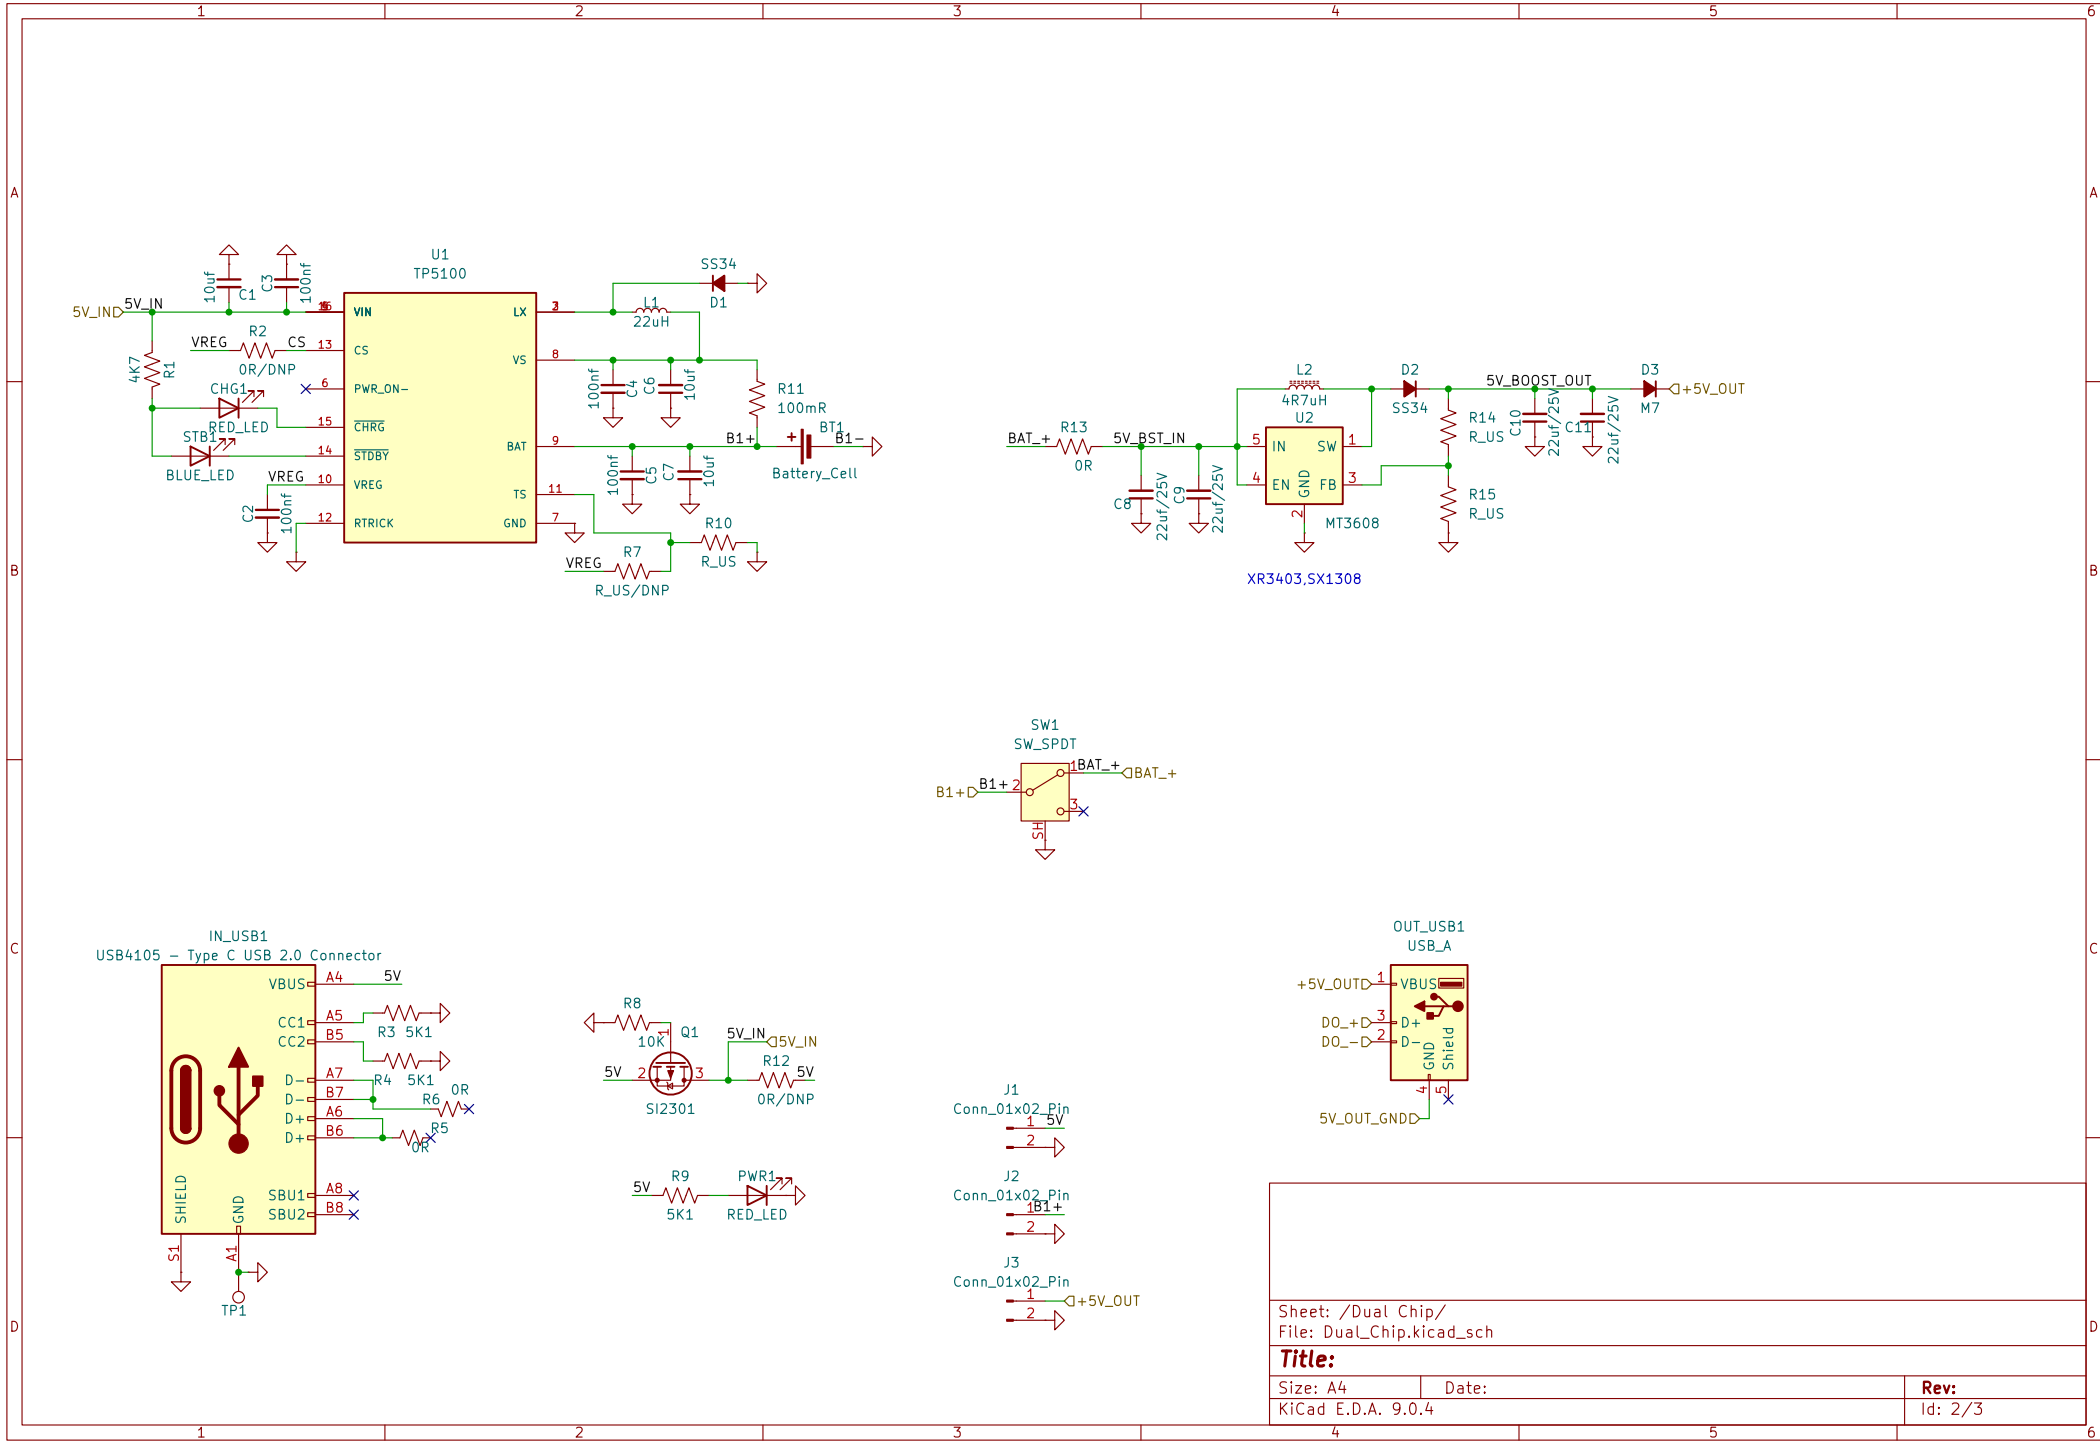 1 2 3 4 5 6
A
B
C
D
A
B
C
D
U1
TP5100
10uf
C1
C3
100nf
5V_IN
5V_IN
16
VIN
R2
VREG
CS
0R/DNP
13
CS
4K7
R1
6
PWR_ON-
CHG1
RED_LED
15
CHRG
STB1
BLUE_LED
14
STDBY
VREG
10
VREG
C2
100nf
12
RTRICK
SS34
D1
LX
L1
22uH
VS
8
100nf
C4
C6
10uf
R11
100mR
BAT
9
B1+
BT1
B1-
Battery_Cell
100nf
C5
C7
10uf
TS
11
GND
7
R10
R_US
VREG
R7
R_US/DNP
BAT_+
R13
0R
5V_BST_IN
C8
22uf/25V
C9
22uf/25V
L2
4R7uH
U2
5
IN
SW
1
4
EN
GND
FB
3
2
MT3608
D2
SS34
R14
R_US
R15
R_US
5V_BOOST_OUT
C10
22uf/25V
C11
22uf/25V
D3
M7
+5V_OUT
XR3403,SX1308
SW1
SW_SPDT
B1+
B1+
2
1
BAT_+
BAT_+
3
SH
IN_USB1
USB4105 - Type C USB 2.0 Connector
VBUS
A4
5V
CC1
A5
R3
5K1
CC2
B5
R4
5K1
D-
A7
D-
B7
R6
0R
D+
A6
D+
B6
R5
0R
SBU1
A8
SBU2
B8
SHIELD
GND
S1
A1
TP1
R8
10K
1
Q1
5V
2
3
SI2301
5V_IN
5V_IN
R12
5V
0R/DNP
5V
R9
5K1
PWR1
RED_LED
J1
Conn_01x02_Pin
1
5V
2
J2
Conn_01x02_Pin
1
B1+
2
J3
Conn_01x02_Pin
1
+5V_OUT
2
OUT_USB1
USB_A
+5V_OUT
1
VBUS
DO_+
3
D+
DO_-
2
D-
GND
Shield
4
5
5V_OUT_GND
Sheet: /Dual Chip/
File: Dual_Chip.kicad_sch
Title:
Size: A4
Date:
Rev:
KiCad E.D.A. 9.0.4
Id: 2/3
1 2 3 4 5 6